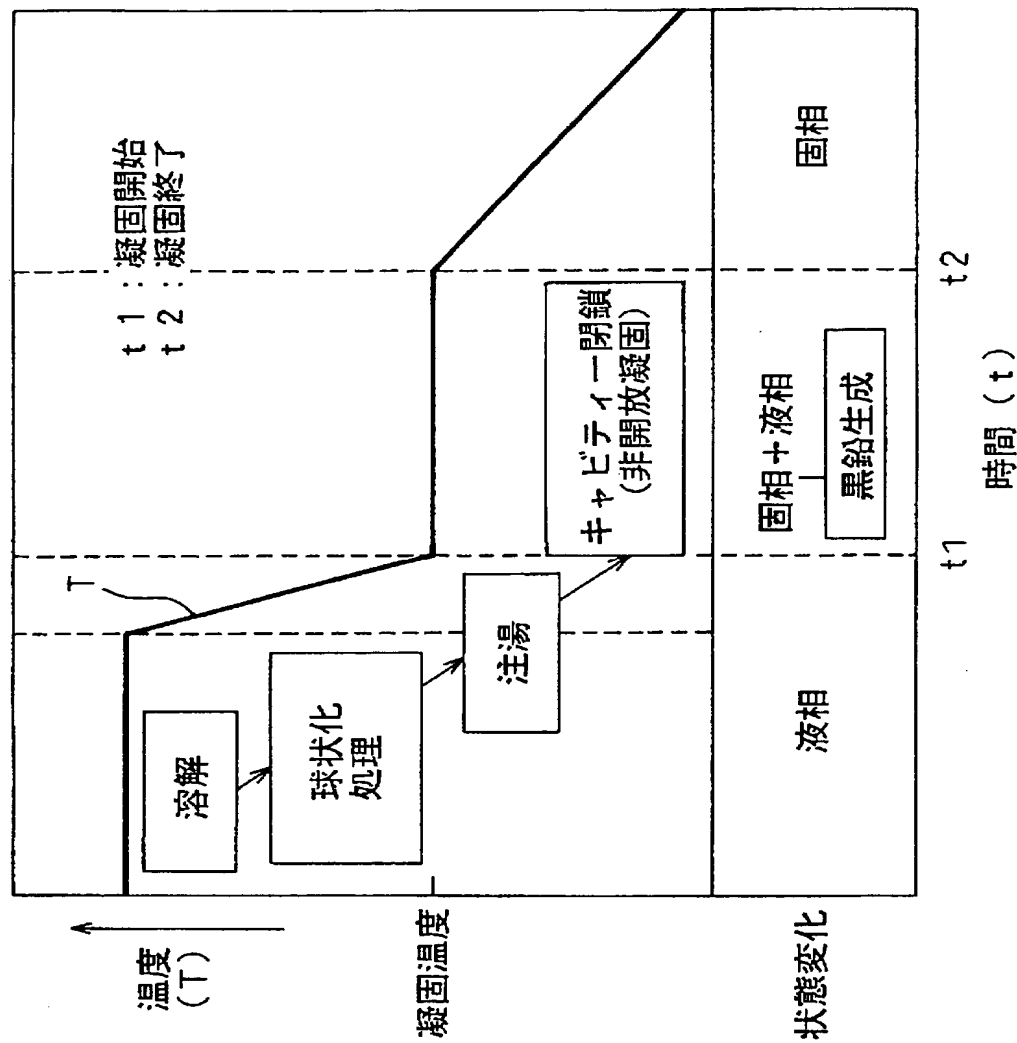 温度
(T)
T
t1：凝固開始
t2：凝固終了
溶解
球状化
処理
凝固温度
注湯
キャビティー閉鎖
(非開放凝固)
状態変化
液相
固相＋液相
黒鉛生成
固相
t1
t2
時間(t)